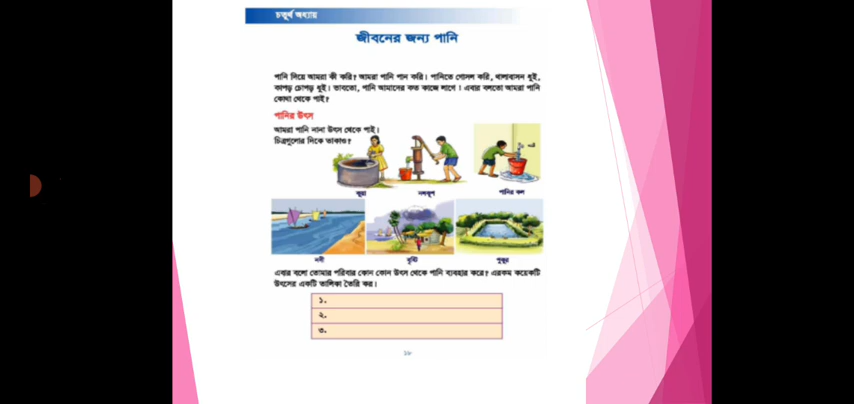 চতুর্থ অধ্যায়
জীবনের জন্য পানি
পানি দিয়ে আমরা কী করি? আমরা পানি পান করি। পানিতে গোসল করি, থালাবাসন ধুই,
কাপড় চোপড় ধুই। ভাবতো, পানি আমাদের কত কাজে লাগে। এবার বলতো আমরা পানি
কোথা থেকে পাই?
পানির উৎস
আমরা পানি নানা উৎস থেকে পাই।
চিত্রগুলোর দিকে তাকাও?
কুয়া নলকূপ পানির কল
নদী বৃষ্টি পুকুর
এবার বলো তোমার পরিবার কোন কোন উৎস থেকে পানি ব্যবহার করে? এরকম কয়েকটি
উৎসের একটি তালিকা তৈরি কর।
১.
২.
৩.
১৮